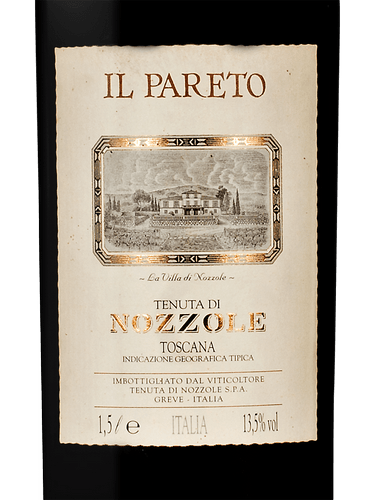 IL PARETO
~ La Villa di Nozzole ~
TENUTA DI
NOZZOLE
TOSCANA
INDICAZIONE GEOGRAFICA TIPICA
IMBOTTIGLIATO DAL VITICOLTORE
TENUTA DI NOZZOLE S.P.A.
GREVE - ITALIA
1,5 l e ITALIA 13,5% vol